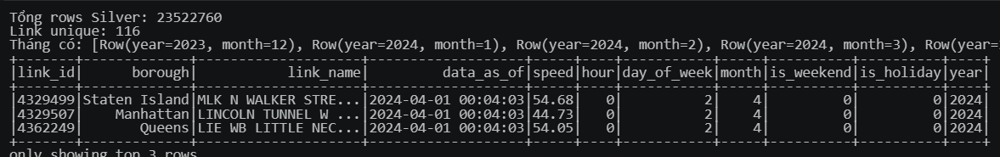 Tổng rows Silver: 23522760
Link unique: 116
Tháng có: [Row(year=2023, month=12), Row(year=2024, month=1), Row(year=2024, month=2), Row(year=2024, month=3), Row(year=
+-------+-------------+--------------------+-------------------+-----+----+-----------+-----+----------+----------+----+
|link_id|      borough|           link_name|         data_as_of|speed|hour|day_of_week|month|is_weekend|is_holiday|year|
+-------+-------------+--------------------+-------------------+-----+----+-----------+-----+----------+----------+----+
|4329499|Staten Island|MLK N WALKER STRE...|2024-04-01 00:04:03|54.68|   0|          2|    4|         0|         0|2024|
|4329507|    Manhattan|LINCOLN TUNNEL W ...|2024-04-01 00:04:03|44.73|   0|          2|    4|         0|         0|2024|
|4362249|       Queens|LIE WB LITTLE NEC...|2024-04-01 00:04:03|54.05|   0|          2|    4|         0|         0|2024|
+-------+-------------+--------------------+-------------------+-----+----+-----------+-----+----------+----------+----+
only showing top 3 rows